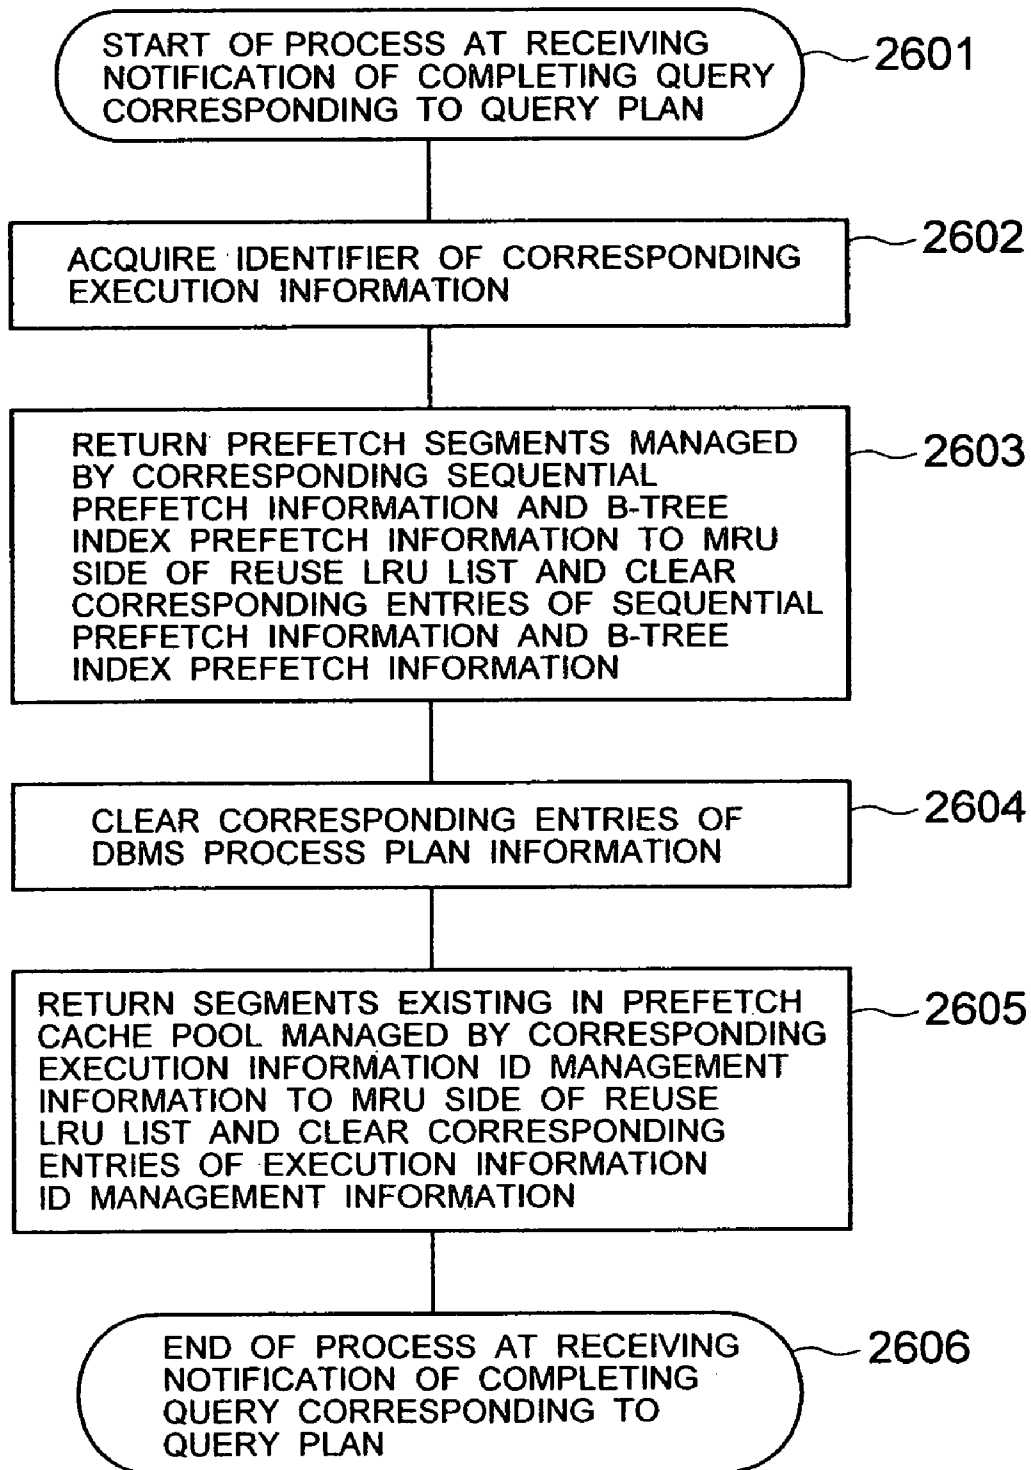 START OF PROCESS AT RECEIVING
NOTIFICATION OF COMPLETING QUERY
CORRESPONDING TO QUERY PLAN
2601
ACQUIRE IDENTIFIER OF CORRESPONDING
EXECUTION INFORMATION
2602
RETURN PREFETCH SEGMENTS MANAGED
BY CORRESPONDING SEQUENTIAL
PREFETCH INFORMATION AND B-TREE
INDEX PREFETCH INFORMATION TO MRU
SIDE OF REUSE LRU LIST AND CLEAR
CORRESPONDING ENTRIES OF SEQUENTIAL
PREFETCH INFORMATION AND B-TREE
INDEX PREFETCH INFORMATION
2603
CLEAR CORRESPONDING ENTRIES OF
DBMS PROCESS PLAN INFORMATION
2604
RETURN SEGMENTS EXISTING IN PREFETCH
CACHE POOL MANAGED BY CORRESPONDING
EXECUTION INFORMATION ID MANAGEMENT
INFORMATION TO MRU SIDE OF REUSE
LRU LIST AND CLEAR CORRESPONDING
ENTRIES OF EXECUTION INFORMATION
ID MANAGEMENT INFORMATION
2605
END OF PROCESS AT RECEIVING
NOTIFICATION OF COMPLETING
QUERY CORRESPONDING TO
QUERY PLAN
2606